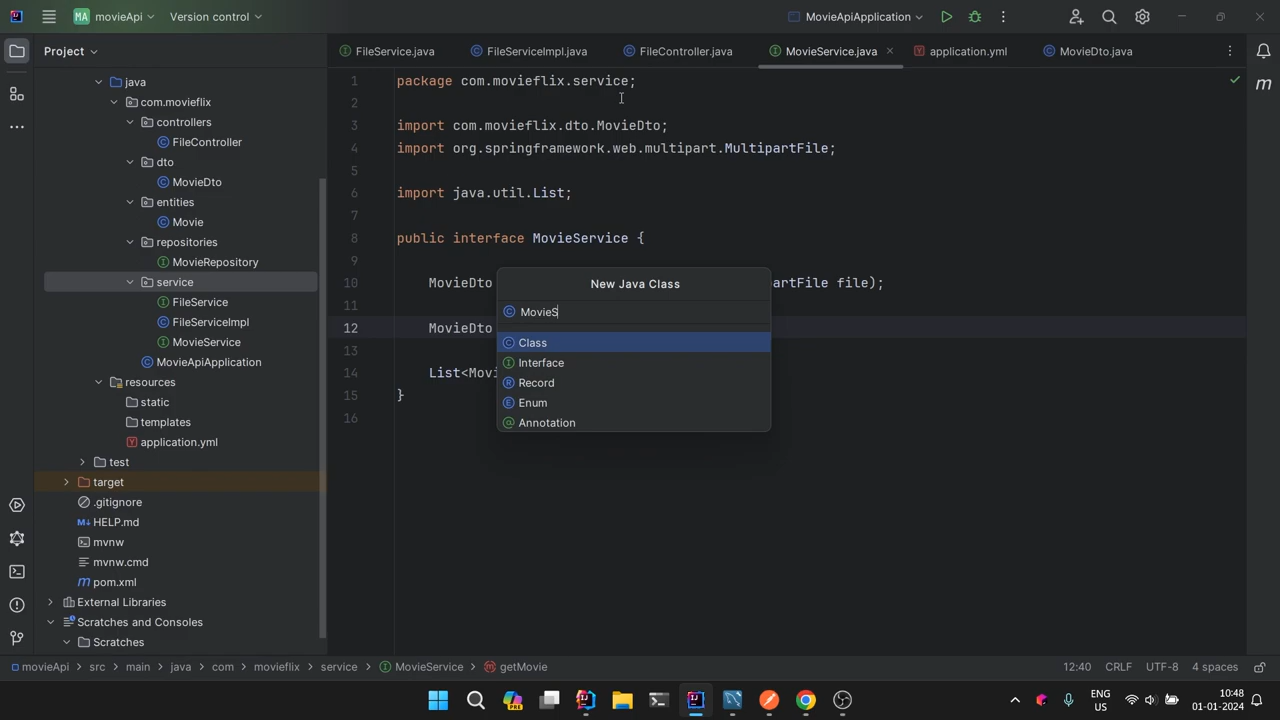 MA movieApi Version control MovieApiApplication
Project
FileService.java FileServiceImpl.java FileController.java MovieService.java application.yml MovieDto.java
java
com.movieflix
controllers
FileController
dto
MovieDto
entities
Movie
repositories
MovieRepository
service
FileService
FileServiceImpl
MovieService
MovieApiApplication
resources
static
templates
application.yml
test
target
.gitignore
HELP.md
mvnw
mvnw.cmd
pom.xml
External Libraries
Scratches and Consoles
Scratches
1 package com.movieflix.service;
2
3 import com.movieflix.dto.MovieDto;
4 import org.springframework.web.multipart.MultipartFile;
5
6 import java.util.List;
7
8 public interface MovieService {
9
10 MovieDto artFile file);
11
12 MovieDto
13
14 List<Movi
15 }
16
New Java Class
MovieS
Class
Interface
Record
Enum
Annotation
movieApi src main java com movieflix service MovieService getMovie 12:40 CRLF UTF-8 4 spaces
ENG
US
10:48
01-01-2024